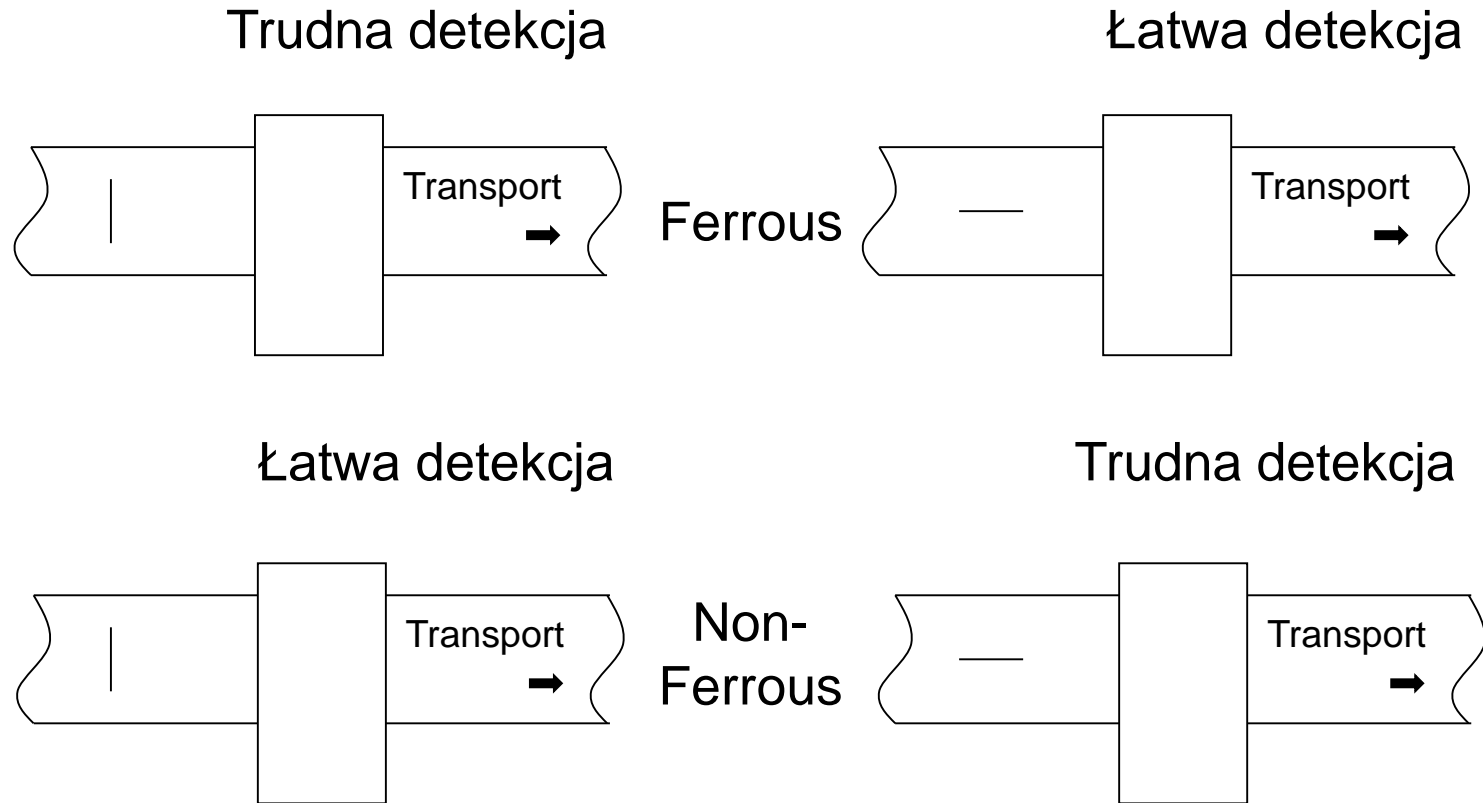 Trudna detekcja
Łatwa detekcja
Transport
Ferrous
Transport
Łatwa detekcja
Trudna detekcja
Transport
Non-
Ferrous
Transport